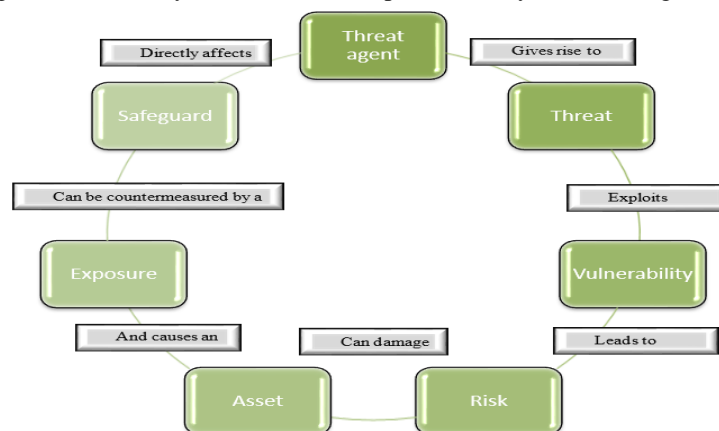 Threat
agent
Gives rise to
Threat
Exploits
Vulnerability
Leads to
Risk
Can damage
Asset
And causes an
Exposure
Can be countermeasured by a
Safeguard
Directly affects